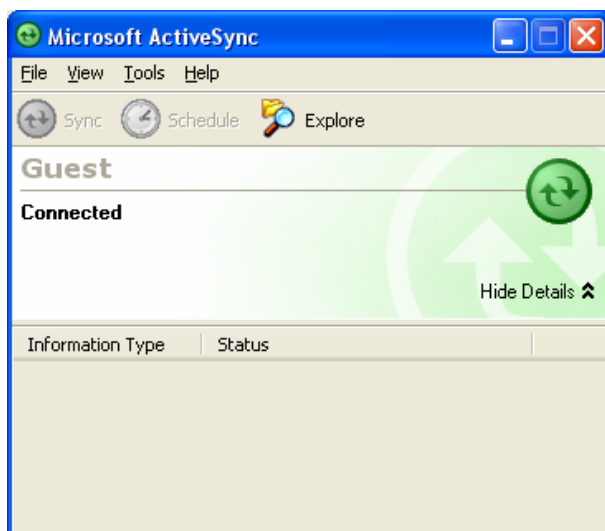 Microsoft ActiveSync
File View Tools Help
Sync Schedule Explore
Guest
Connected
Hide Details
Information Type Status